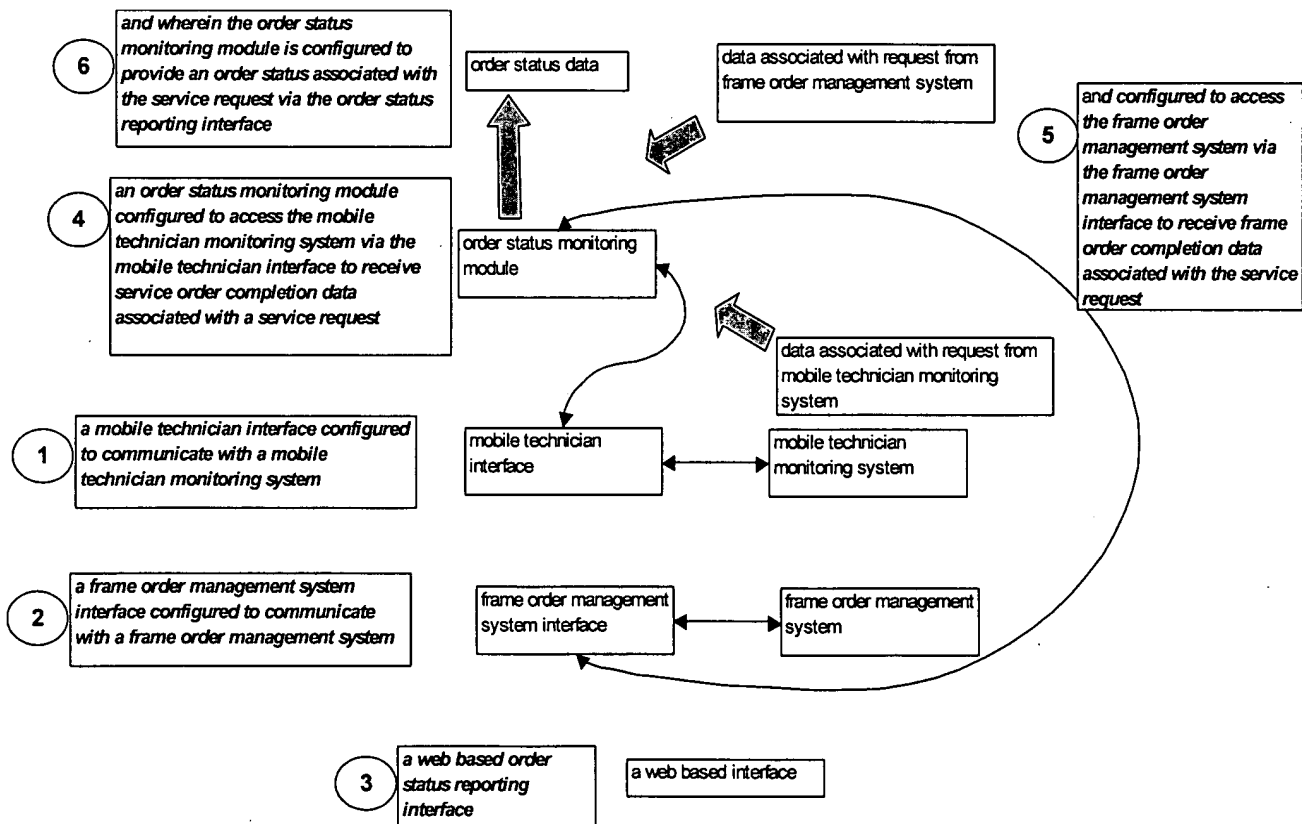 6
and wherein the order status
monitoring module is configured to
provide an order status associated with
the service request via the order status
reporting interface
order status data
data associated with request from
frame order management system
5
and configured to access
the frame order
management system via
the frame order
management system
interface to receive frame
order completion data
associated with the service
request
4
an order status monitoring module
configured to access the mobile
technician monitoring system via the
mobile technician interface to receive
service order completion data
associated with a service request
order status monitoring
module
data associated with request from
mobile technician monitoring
system
1
a mobile technician interface configured
to communicate with a mobile
technician monitoring system
mobile technician
interface
mobile technician
monitoring system
2
a frame order management system
interface configured to communicate
with a frame order management system
frame order management
system interface
frame order management
system
3
a web based order
status reporting
interface
a web based interface